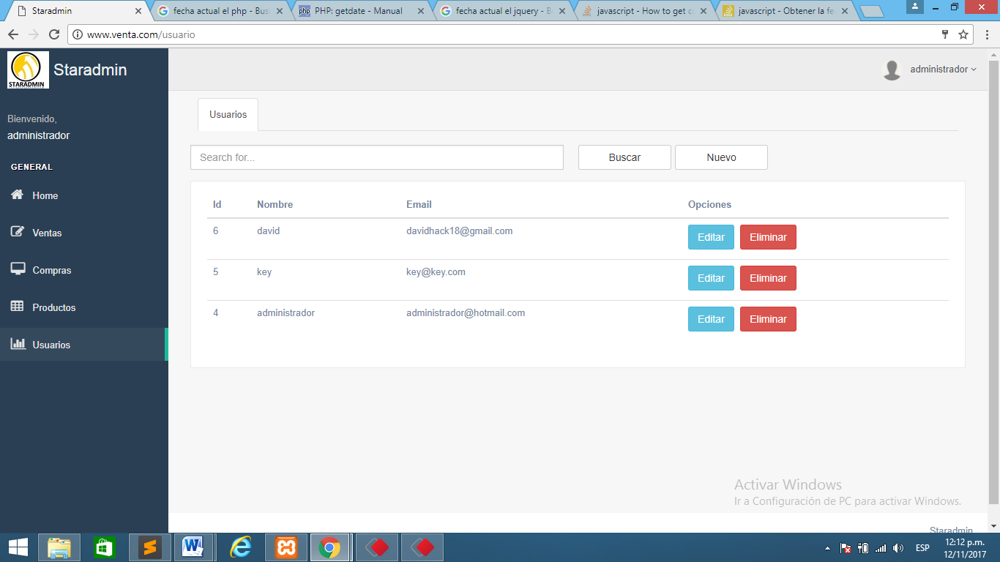 Staradmin
fecha actual el php - Bus
PHP: getdate - Manual
fecha actual el jquery - B
javascript - How to get c
javascript - Obtener la fe
www.venta.com/usuario
STARADMIN
Staradmin
administrador
Bienvenido,
administrador
GENERAL
Home
Ventas
Compras
Productos
Usuarios
Usuarios
Search for...
Buscar
Nuevo
Id Nombre Email Opciones
6 david davidhack18@gmail.com Editar Eliminar
5 key key@key.com Editar Eliminar
4 administrador administrador@hotmail.com Editar Eliminar
Activar Windows
Ir a Configuración de PC para activar Windows.
Staradmin
ESP
12:12 p.m.
12/11/2017